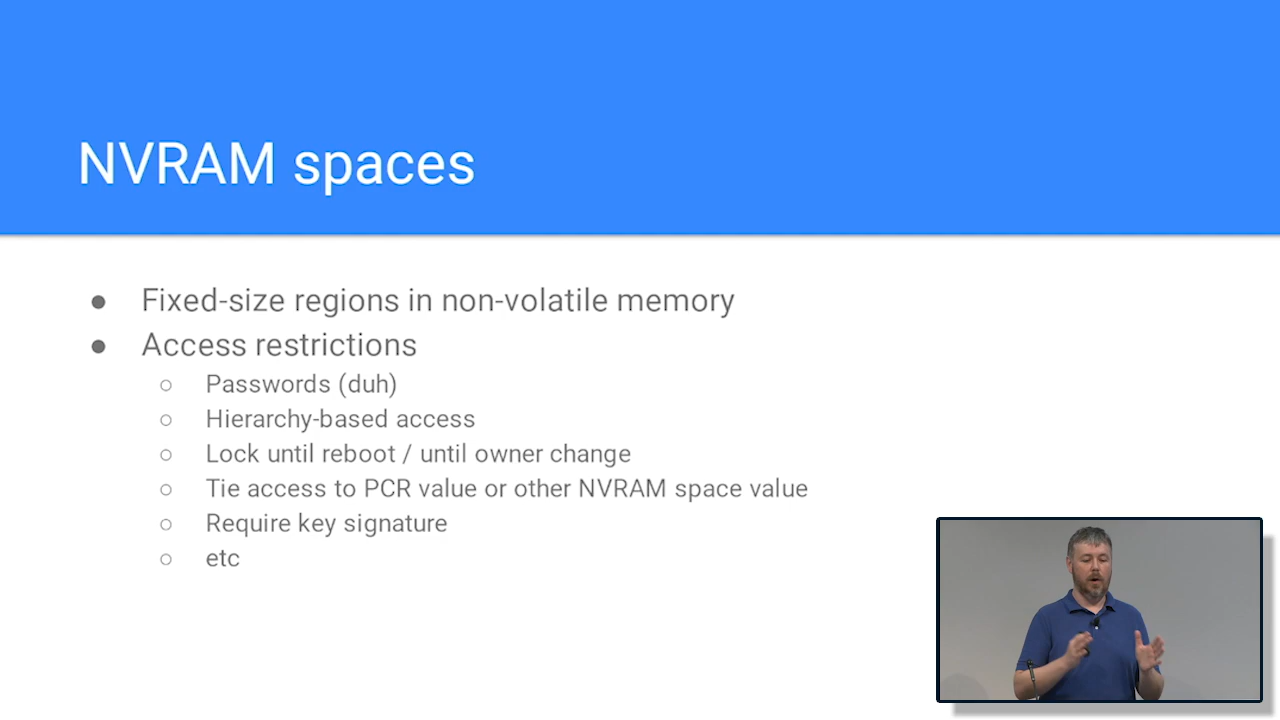 NVRAM spaces
● Fixed-size regions in non-volatile memory
● Access restrictions
○ Passwords (duh)
○ Hierarchy-based access
○ Lock until reboot / until owner change
○ Tie access to PCR value or other NVRAM space value
○ Require key signature
○ etc